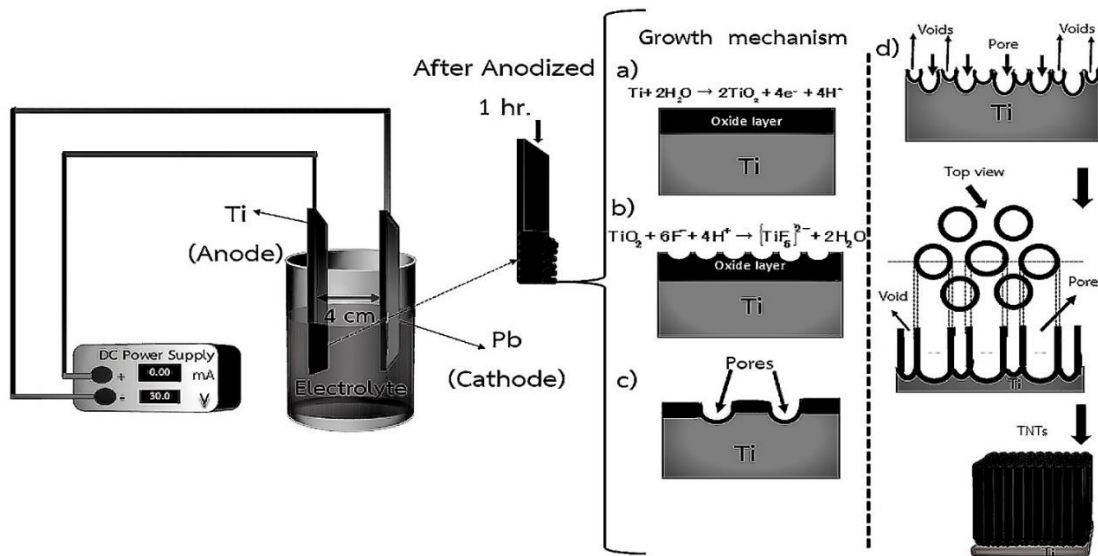 After Anodized
1 hr.
Ti
(Anode)
4 cm
Pb
(Cathode)
Electrolyte
DC Power Supply
+ 0.00 mA
- 30.0 V
Growth mechanism
a)
Ti+ 2H₂O → 2TiO₂ + 4e⁻ + 4H⁻
Oxide layer
Ti
b)
TiO₂ + 6F⁻ + 4H⁺ → [TiF₆]²⁻ + 2H₂O
Oxide layer
Ti
c)
Pores
Ti
d)
Voids Pore Voids
Ti
Top view
Void Pore
Ti
TNTs
Ti